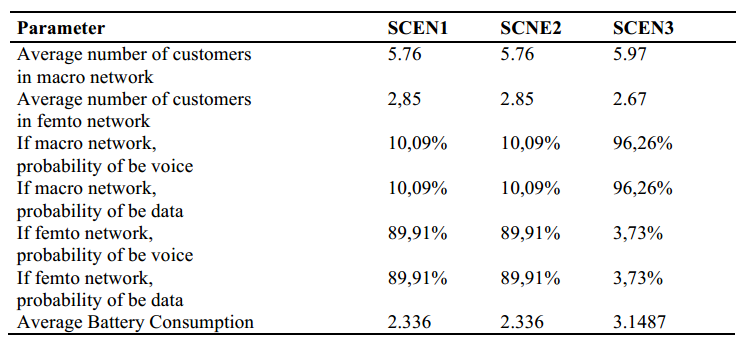 Parameter SCEN1 SCNE2 SCEN3
Average number of customers 5.76 5.76 5.97
in macro network
Average number of customers 2,85 2.85 2.67
in femto network
If macro network, 10,09% 10,09% 96,26%
probability of be voice
If macro network, 10,09% 10,09% 96,26%
probability of be data
If femto network, 89,91% 89,91% 3,73%
probability of be voice
If femto network, 89,91% 89,91% 3,73%
probability of be data
Average Battery Consumption 2.336 2.336 3.1487